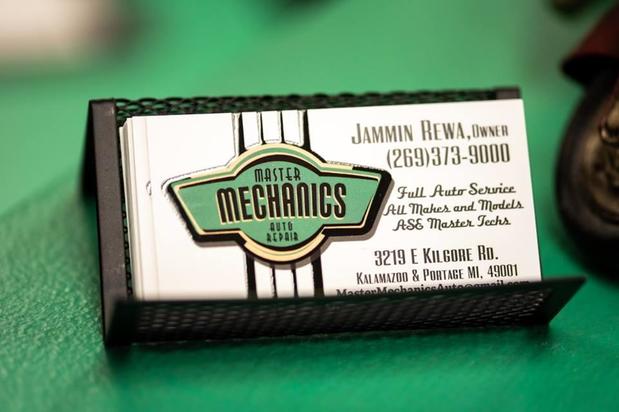 MASTER
MECHANICS
AUTO
REPAIR
JAMMIN REWA, OWNER
(269)373-9000
Full Auto Service
All Makes and Models
ASE Master Techs
3219 E KILGORE RD.
KALAMAZOO & PORTAGE MI, 49001
MasterMechanicsAuto@gmail.com